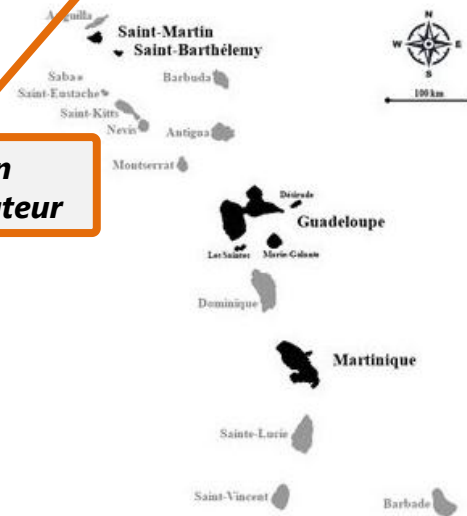 Anguilla
Saint-Martin
Saint-Barthélemy
N
W E
S
100 km
Saba
Saint-Eustache
Barbuda
Saint-Kitts
Nevis
Antigua
Montserrat
Désirade
Guadeloupe
Les Saintes
Marie-Galante
Dominique
Martinique
Sainte-Lucie
Saint-Vincent
Barbade